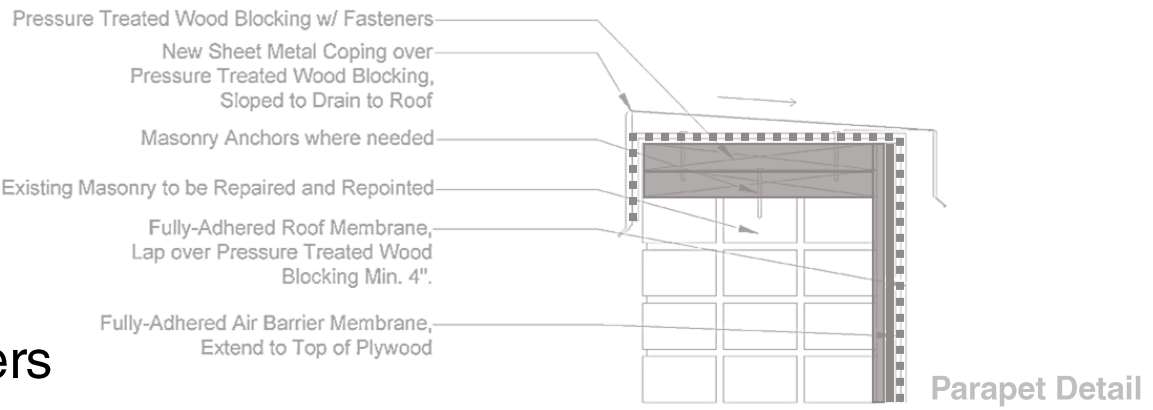 Pressure Treated Wood Blocking w/ Fasteners
New Sheet Metal Coping over
Pressure Treated Wood Blocking,
Sloped to Drain to Roof
Masonry Anchors where needed
Existing Masonry to be Repaired and Repointed
Fully-Adhered Roof Membrane,
Lap over Pressure Treated Wood
Blocking Min. 4".
Fully-Adhered Air Barrier Membrane,
Extend to Top of Plywood
ers
Parapet Detail